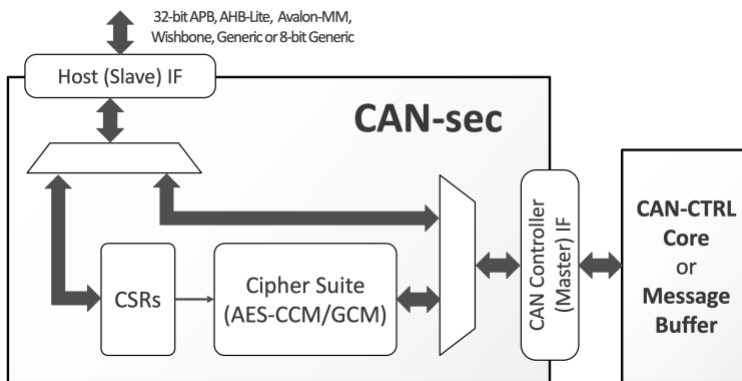 32-bit APB, AHB-Lite, Avalon-MM,
Wishbone, Generic or 8-bit Generic
Host (Slave) IF
CAN-sec
CSRs
Cipher Suite
(AES-CCM/GCM)
CAN Controller
(Master) IF
CAN-CTRL
Core
or
Message
Buffer